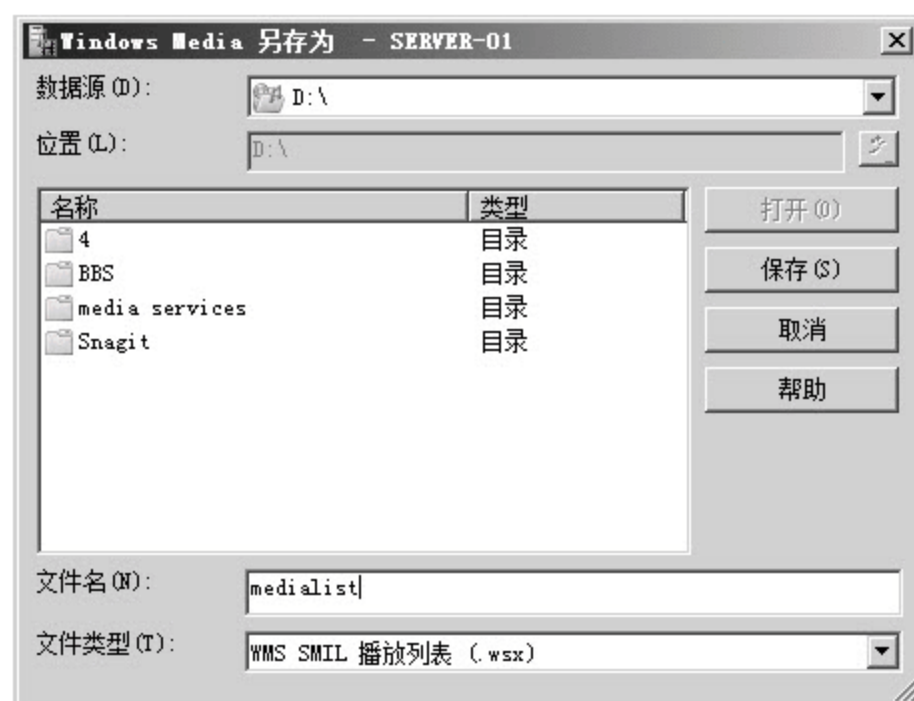 Windows Media 另存为 - SERVER-01
数据源(D):
D:\
位置(L):
D:\
名称 类型
4 目录
BBS 目录
media services 目录
Snagit 目录
打开(O)
保存(S)
取消
帮助
文件名(N):
medialist
文件类型(T):
WMS SMIL 播放列表 (.wsx)